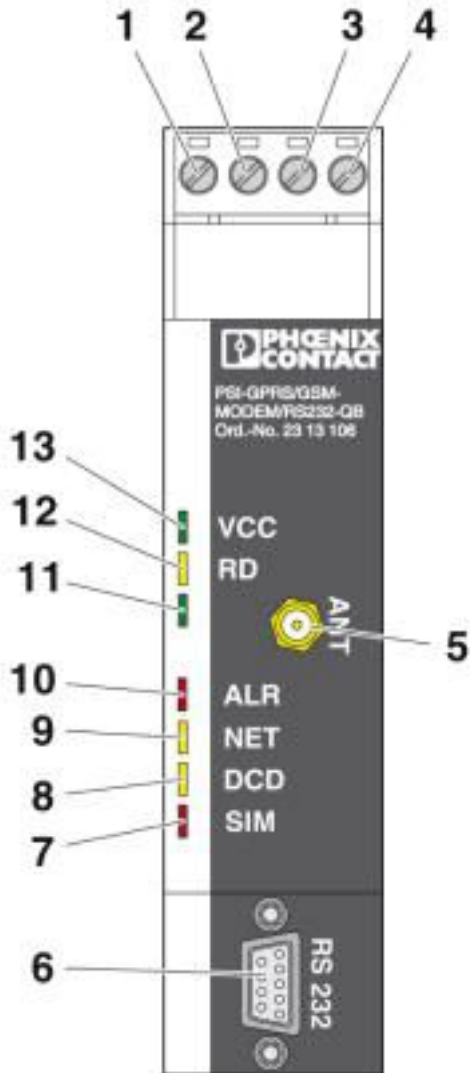 1 2 3 4
PHŒNIX
CONTACT
PSI-GPRS/GSM-
MODEM/RS232-QB
Ord.-No. 23 13 106
13
VCC
12
RD
11
ANT
5
10
ALR
9
NET
8
DCD
7
SIM
6
RS 232